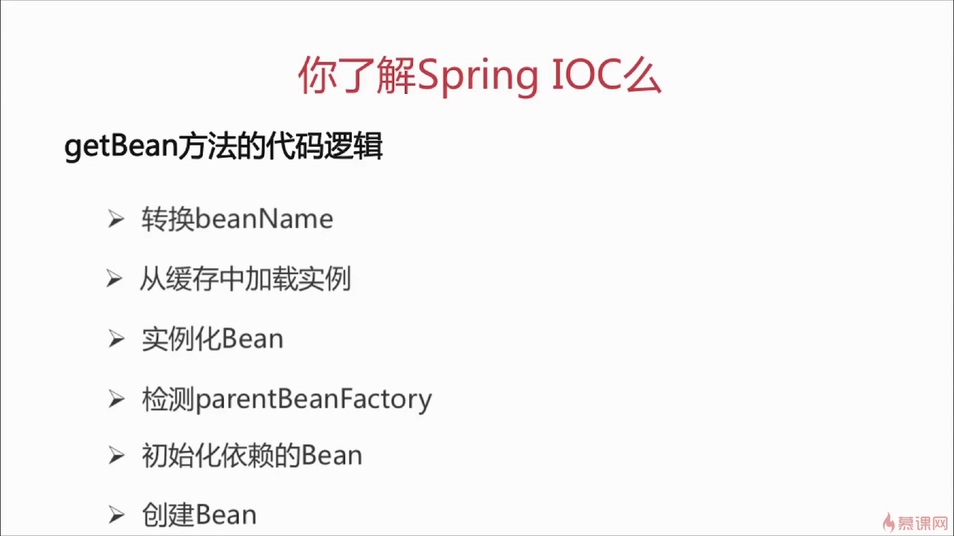 你了解Spring IOC么
getBean方法的代码逻辑
转换beanName
从缓存中加载实例
实例化Bean
检测parentBeanFactory
初始化依赖的Bean
创建Bean
慕课网